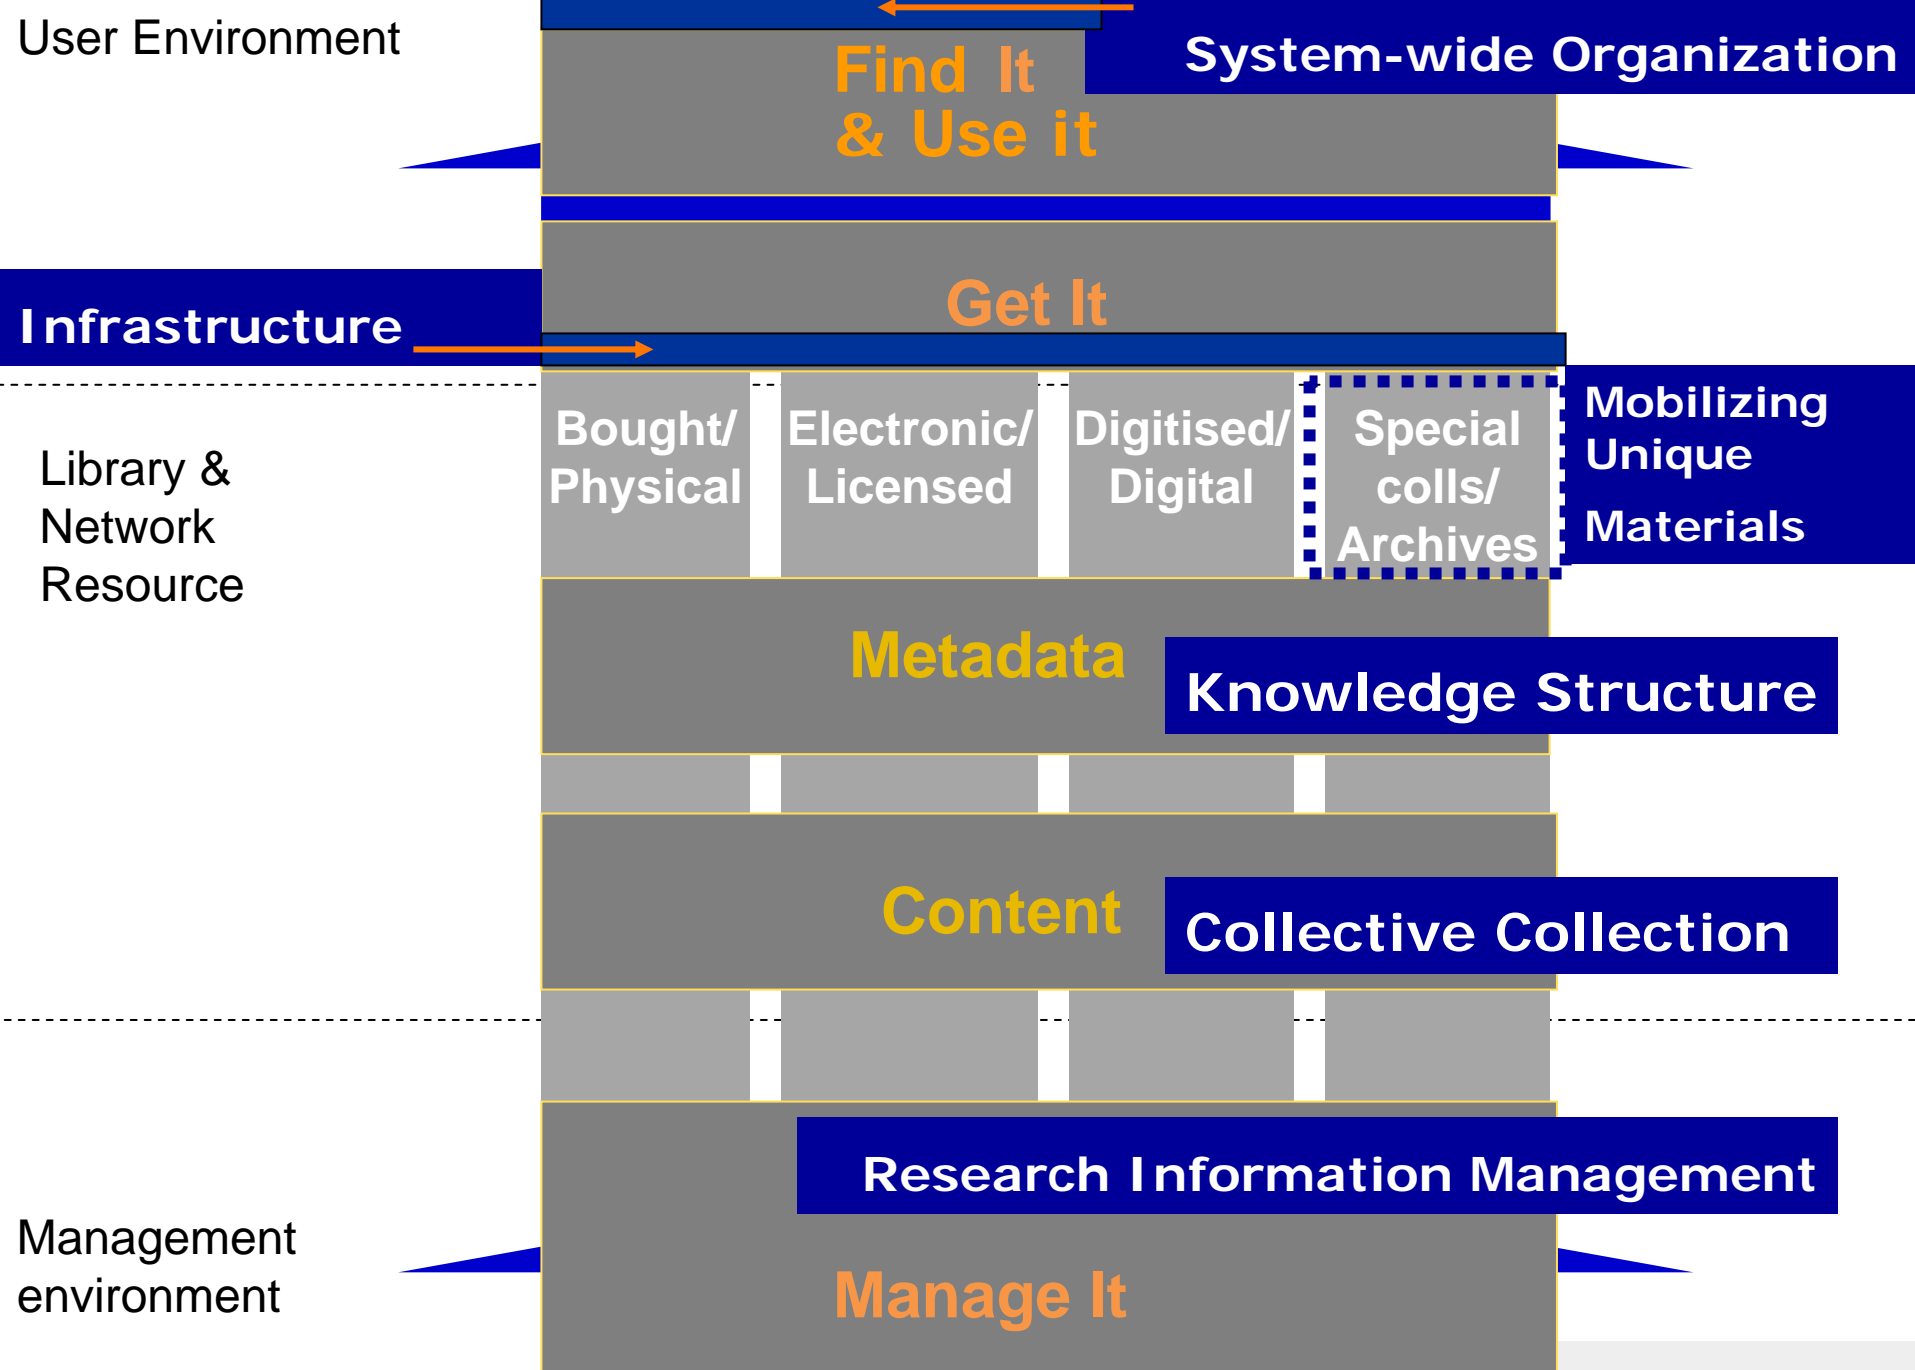 User Environment
System-wide Organization
Find It
& Use it
Get It
Infrastructure
Bought/
Physical
Electronic/
Licensed
Digitised/
Digital
Special
colls/
Archives
Mobilizing
Unique
Materials
Library &
Network
Resource
Metadata
Knowledge Structure
Content
Collective Collection
Research Information Management
Management
environment
Manage It